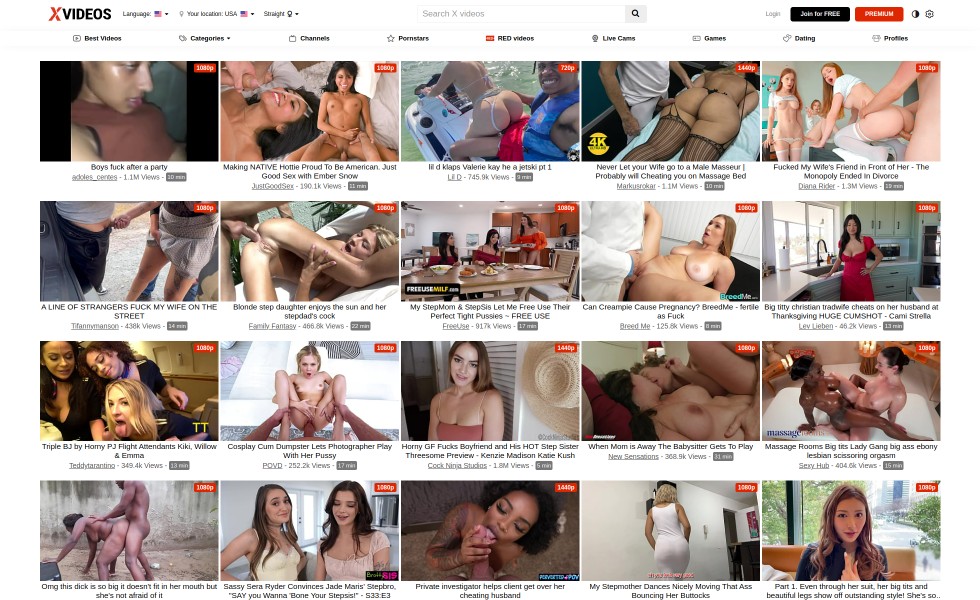 XVIDEOS
Language:
Your location: USA
Straight
Search X videos
Login
Join for FREE
PREMIUM
Best Videos
Categories
Channels
Pornstars
RED videos
Live Cams
Games
Dating
Profiles
1080p
1080p
720p
1440p
1080p
4K
Boys fuck after a party
adoles_centes - 1.1M Views - 10 min
Making NATIVE Hottie Proud To Be American. Just
Good Sex with Ember Snow
JustGoodSex - 190.1k Views - 11 min
lil d klaps Valerie kay he a jetski pt 1
Lil D - 745.9k Views - 9 min
Never Let your Wife go to a Male Masseur |
Probably will Cheating you on Massage Bed
Markusrokar - 1.1M Views - 10 min
Fucked My Wife's Friend in Front of Her - The
Monopoly Ended In Divorce
Diana Rider - 1.3M Views - 19 min
1080p
1080p
1080p
1080p
1080p
FREEUSEMILF.com
BreedMe
A LINE OF STRANGERS FUCK MY WIFE ON THE
STREET
Tifannymanson - 438k Views - 14 min
Blonde step daughter enjoys the sun and her
stepdad's cock
Family Fantasy - 466.8k Views - 22 min
My StepMom & StepSis Let Me Free Use Their
Perfect Tight Pussies ~ FREE USE
FreeUse - 917k Views - 17 min
Can Creampie Cause Pregnancy? BreedMe - fertile
as Fuck
Breed Me - 125.8k Views - 8 min
Big titty christian tradwife cheats on her husband at
Thanksgiving HUGE CUMSHOT - Cami Strella
Lev Lieben - 46.2k Views - 13 min
1080p
1080p
1440p
1080p
1080p
TT
Triple BJ by Horny PJ Flight Attendants Kiki, Willow
& Emma
Teddytarantino - 349.4k Views - 13 min
Cosplay Cum Dumpster Lets Photographer Play
With Her Pussy
POVD - 252.2k Views - 17 min
Horny GF Fucks Boyfriend and His HOT Step Sister
Threesome Preview - Kenzie Madison Katie Kush
Cock Ninja Studios - 1.8M Views - 5 min
When Mom is Away The Babysitter Gets To Play
New Sensations - 368.9k Views - 31 min
Massage Rooms Big tits Lady Gang big ass ebony
lesbian scissoring orgasm
Sexy Hub - 404.6k Views - 15 min
1080p
1080p
1440p
1080p
1080p
Omg this dick is so big it doesn't fit in her mouth but
she's not afraid of it
Sassy Sera Ryder Convinces Jade Maris' Stepbro,
"SAY you Wanna 'Bone Your Stepsis!" - S33:E3
Private investigator helps client get over her
cheating husband
My Stepmother Dances Nicely Moving That Ass
Bouncing Her Buttocks
Part 1. Even through her suit, her big tits and
beautiful legs show off outstanding style! She's so..